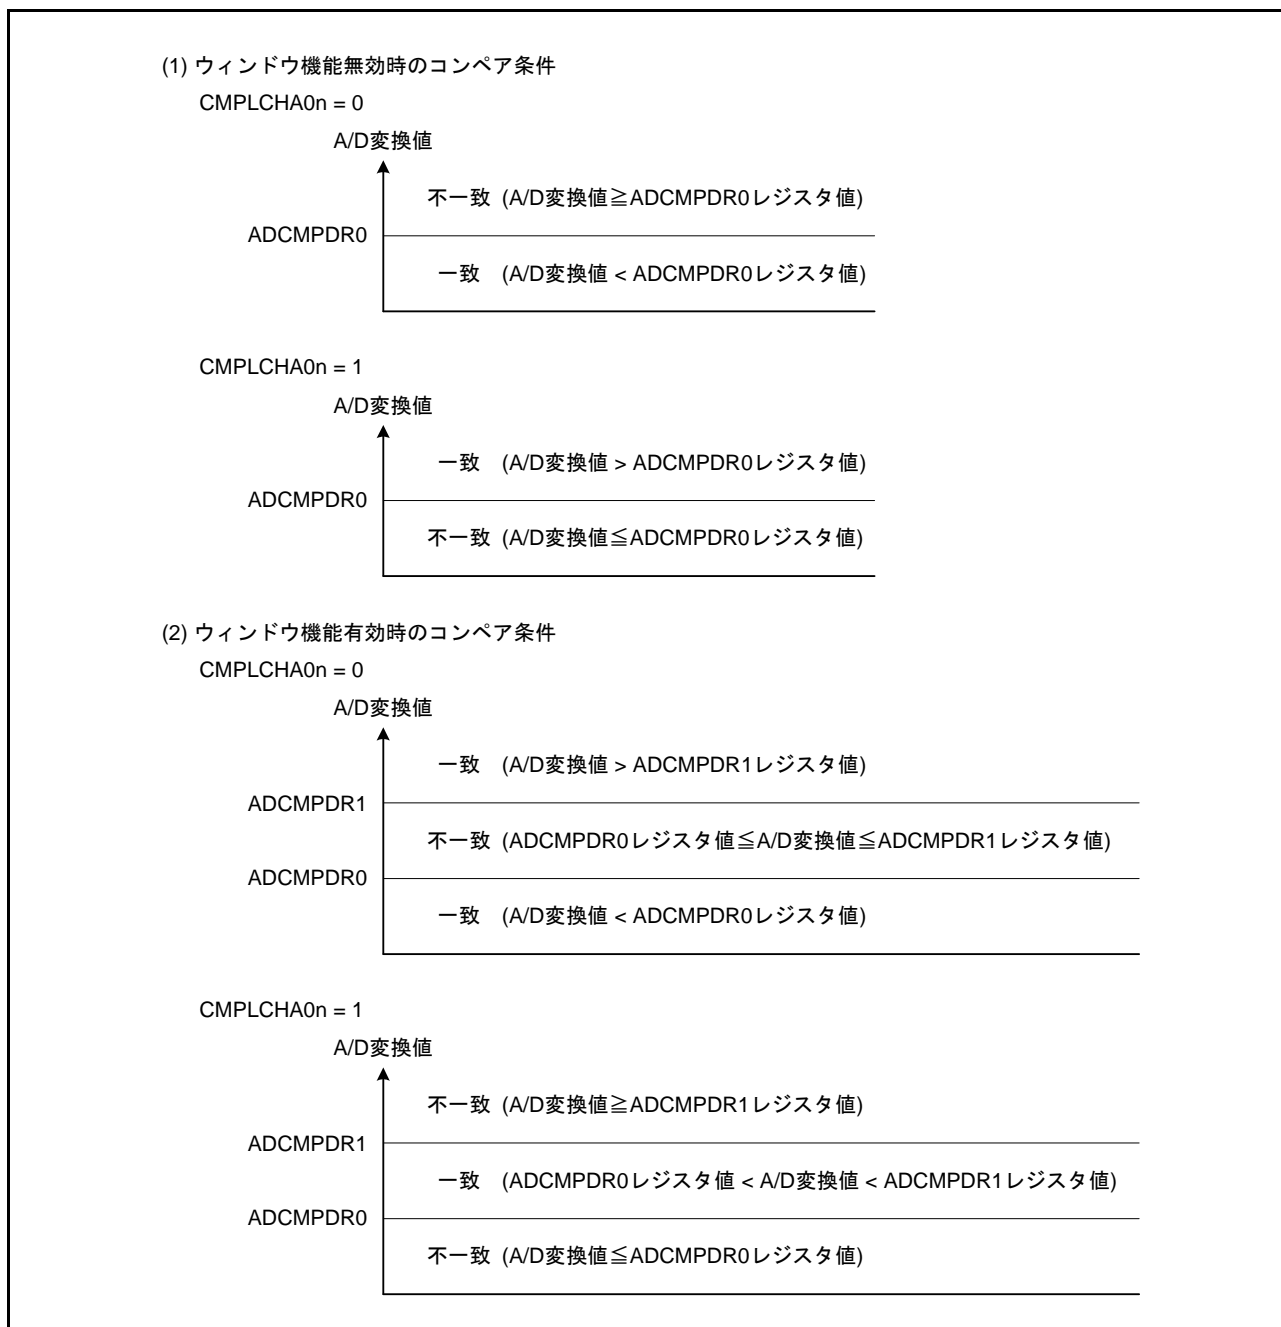 (1) ウィンドウ機能無効時のコンペア条件
CMPLCHA0n = 0
A/D変換値
不一致 (A/D変換値≧ADCMPDR0レジスタ値)
ADCMPDR0
一致 (A/D変換値 < ADCMPDR0レジスタ値)
CMPLCHA0n = 1
A/D変換値
一致 (A/D変換値 > ADCMPDR0レジスタ値)
ADCMPDR0
不一致 (A/D変換値≦ADCMPDR0レジスタ値)
(2) ウィンドウ機能有効時のコンペア条件
CMPLCHA0n = 0
A/D変換値
一致 (A/D変換値 > ADCMPDR1レジスタ値)
ADCMPDR1
不一致 (ADCMPDR0レジスタ値≦A/D変換値≦ADCMPDR1レジスタ値)
ADCMPDR0
一致 (A/D変換値 < ADCMPDR0レジスタ値)
CMPLCHA0n = 1
A/D変換値
不一致 (A/D変換値≧ADCMPDR1レジスタ値)
ADCMPDR1
一致 (ADCMPDR0レジスタ値 < A/D変換値 < ADCMPDR1レジスタ値)
ADCMPDR0
不一致 (A/D変換値≦ADCMPDR0レジスタ値)